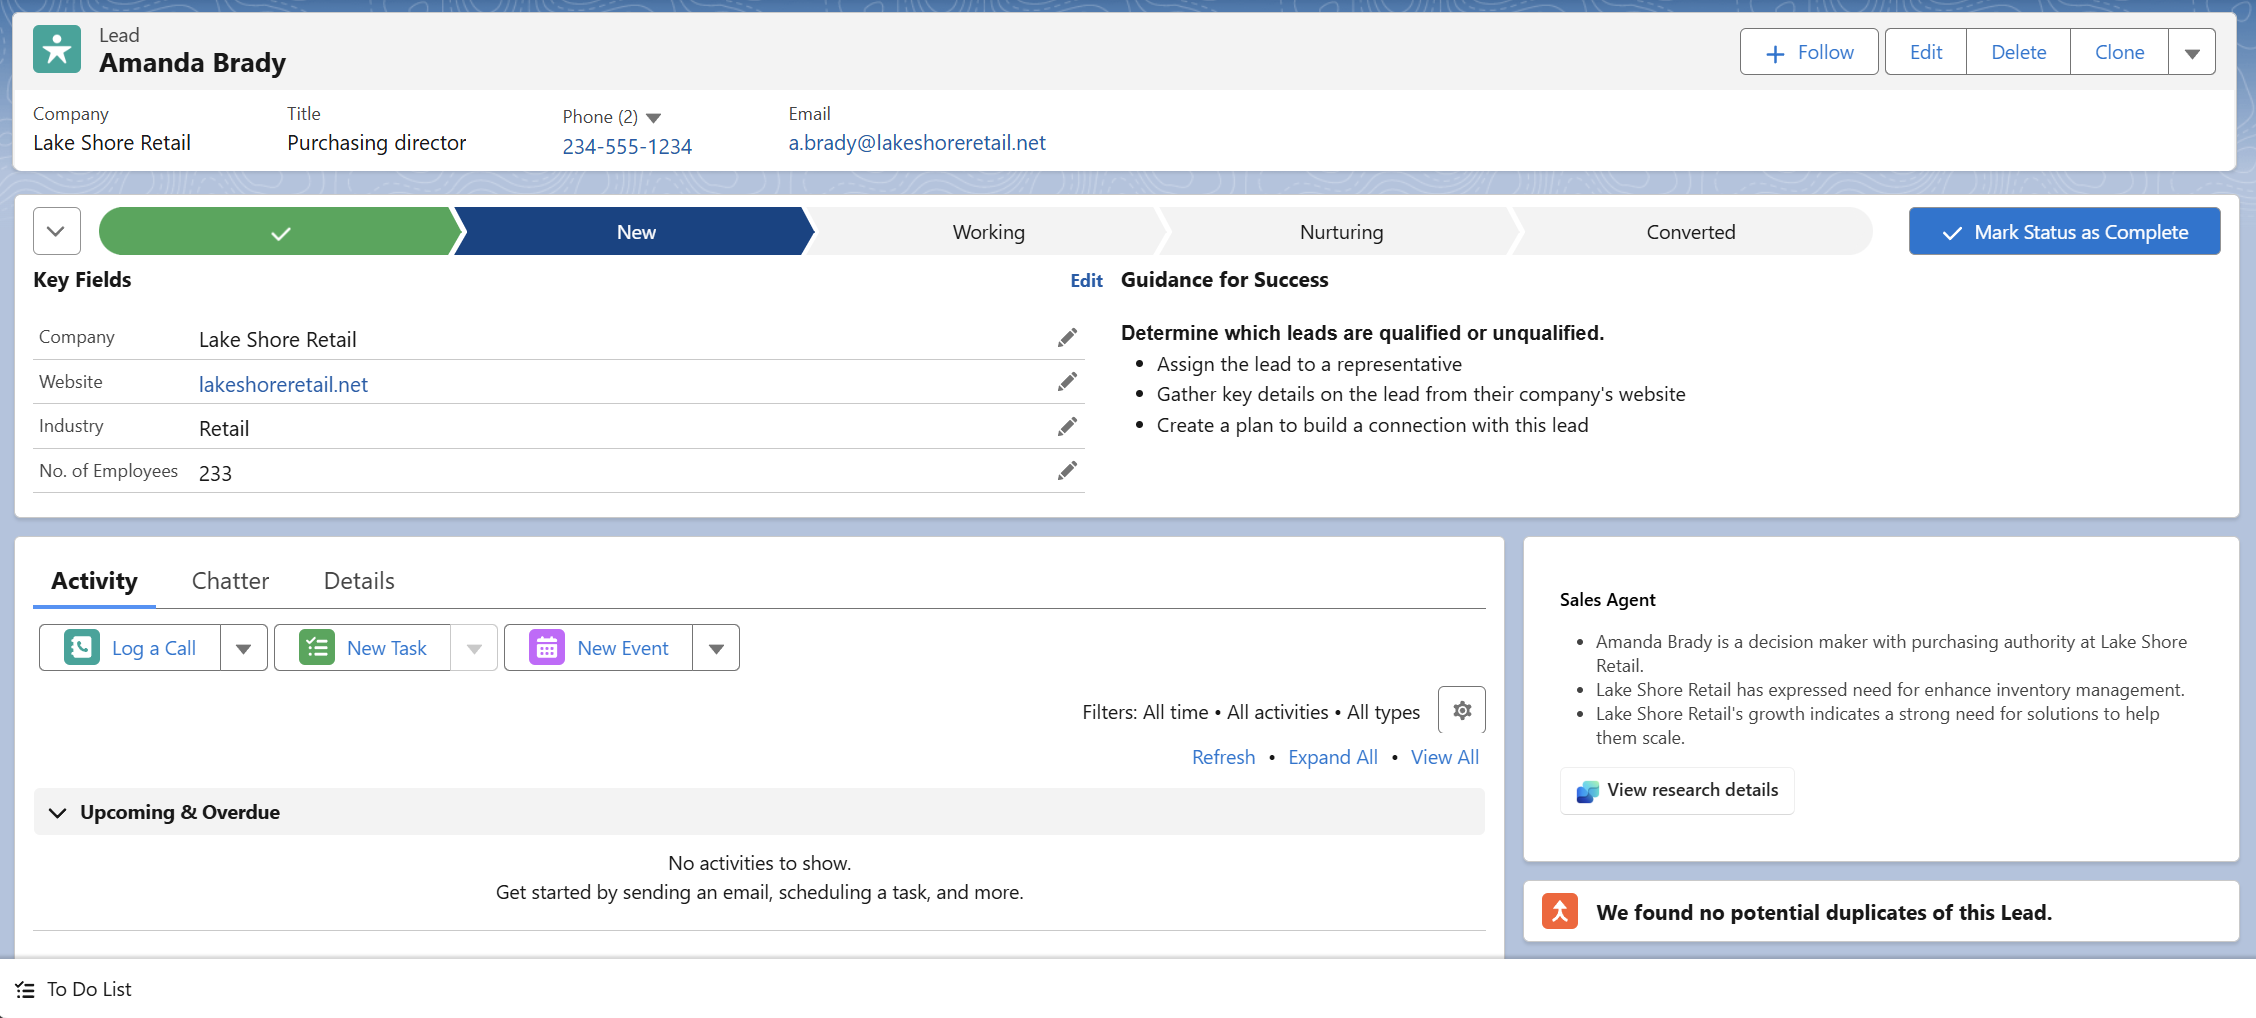 Lead
Amanda Brady
Follow
Edit
Delete
Clone
Company
Title
Phone (2)
Email
Lake Shore Retail
Purchasing director
234-555-1234
a.brady@lakeshoreretail.net
New
Working
Nurturing
Converted
Mark Status as Complete
Key Fields
Edit
Company Lake Shore Retail
Website lakeshoreretail.net
Industry Retail
No. of Employees 233
Guidance for Success
Determine which leads are qualified or unqualified.
• Assign the lead to a representative
• Gather key details on the lead from their company's website
• Create a plan to build a connection with this lead
Activity
Chatter
Details
Log a Call
New Task
New Event
Filters: All time • All activities • All types
Refresh • Expand All • View All
Upcoming & Overdue
No activities to show.
Get started by sending an email, scheduling a task, and more.
Sales Agent
• Amanda Brady is a decision maker with purchasing authority at Lake Shore
Retail.
• Lake Shore Retail has expressed need for enhance inventory management.
• Lake Shore Retail's growth indicates a strong need for solutions to help
them scale.
View research details
We found no potential duplicates of this Lead.
To Do List